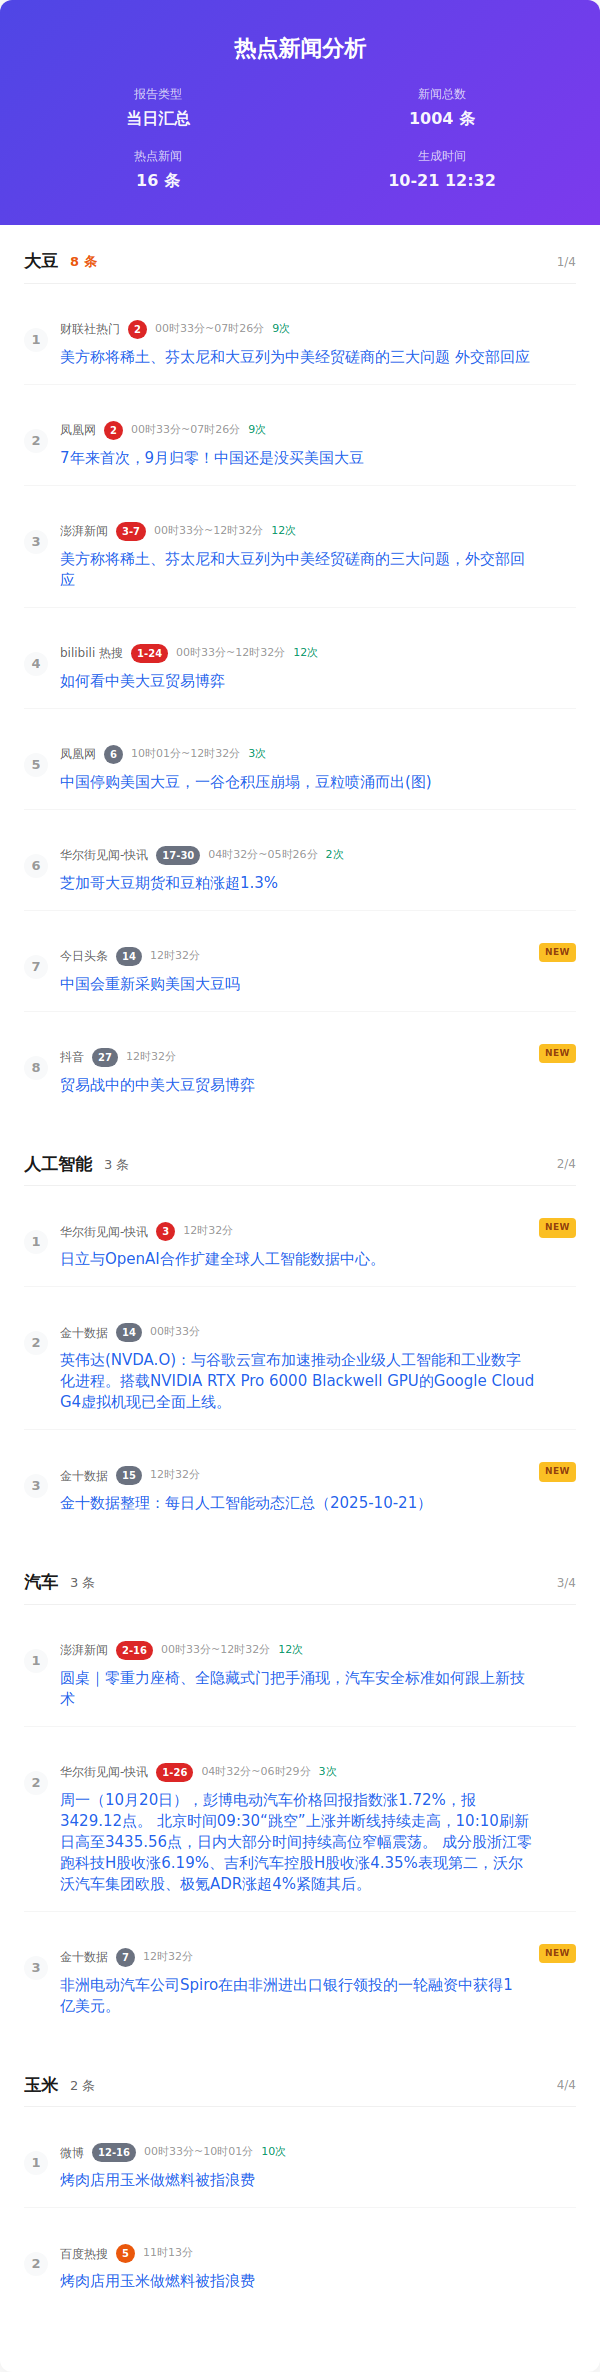 热点新闻分析
报告类型
新闻总数
当日汇总
1004 条
热点新闻
生成时间
16 条
10-21 12:32
大豆 8 条 1/4
1
财联社热门 2 00时33分~07时26分 9次
美方称将稀土、芬太尼和大豆列为中美经贸磋商的三大问题 外交部回应
2
凤凰网 2 00时33分~07时26分 9次
7年来首次，9月归零！中国还是没买美国大豆
3
澎湃新闻 3-7 00时33分~12时32分 12次
美方称将稀土、芬太尼和大豆列为中美经贸磋商的三大问题，外交部回
应
4
bilibili 热搜 1-24 00时33分~12时32分 12次
如何看中美大豆贸易博弈
5
凤凰网 6 10时01分~12时32分 3次
中国停购美国大豆，一谷仓积压崩塌，豆粒喷涌而出(图)
6
华尔街见闻-快讯 17-30 04时32分~05时26分 2次
芝加哥大豆期货和豆粕涨超1.3%
7
今日头条 14 12时32分 NEW
中国会重新采购美国大豆吗
8
抖音 27 12时32分 NEW
贸易战中的中美大豆贸易博弈
人工智能 3 条 2/4
1
华尔街见闻-快讯 3 12时32分 NEW
日立与OpenAI合作扩建全球人工智能数据中心。
2
金十数据 14 00时33分
英伟达(NVDA.O)：与谷歌云宣布加速推动企业级人工智能和工业数字
化进程。搭载NVIDIA RTX Pro 6000 Blackwell GPU的Google Cloud
G4虚拟机现已全面上线。
3
金十数据 15 12时32分 NEW
金十数据整理：每日人工智能动态汇总（2025-10-21）
汽车 3 条 3/4
1
澎湃新闻 2-16 00时33分~12时32分 12次
圆桌｜零重力座椅、全隐藏式门把手涌现，汽车安全标准如何跟上新技
术
2
华尔街见闻-快讯 1-26 04时32分~06时29分 3次
周一（10月20日），彭博电动汽车价格回报指数涨1.72%，报
3429.12点。 北京时间09:30“跳空”上涨并断线持续走高，10:10刷新
日高至3435.56点，日内大部分时间持续高位窄幅震荡。 成分股浙江零
跑科技H股收涨6.19%、吉利汽车控股H股收涨4.35%表现第二，沃尔
沃汽车集团欧股、极氪ADR涨超4%紧随其后。
3
金十数据 7 12时32分 NEW
非洲电动汽车公司Spiro在由非洲进出口银行领投的一轮融资中获得1
亿美元。
玉米 2 条 4/4
1
微博 12-16 00时33分~10时01分 10次
烤肉店用玉米做燃料被指浪费
2
百度热搜 5 11时13分
烤肉店用玉米做燃料被指浪费